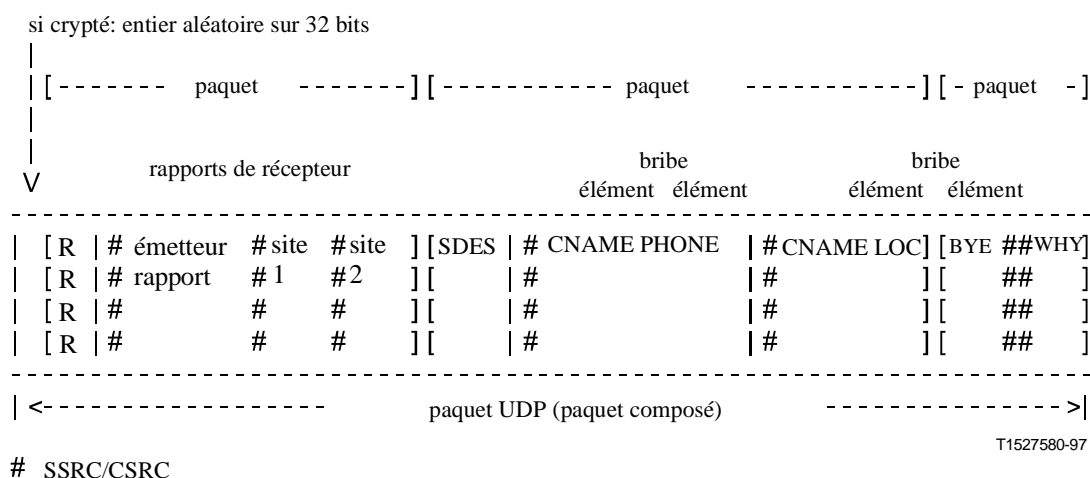 si crypté: entier aléatoire sur 32 bits
|
| [ - - - - - - - paquet - - - - - - - ] [ - - - - - - - - - - - - paquet - - - - - - - - - - - ] [ - paquet - ]
|
| rapports de récepteur bribe bribe
V élément élément élément élément
| [ R | # émetteur # site # site ] [ SDES | # CNAME PHONE | # CNAME LOC ] [ BYE ## WHY ]
| [ R | # rapport # 1 # 2 ] [ | # | # ] [ ## ]
| [ R | # # # ] [ | # | # ] [ ## ]
| [ R | # # # ] [ | # | # ] [ ## ]
| <- - - - - - - - - - - - - - - - - - paquet UDP (paquet composé) - - - - - - - - - - - - - - - >|
T1527580-97
# SSRC/CSRC